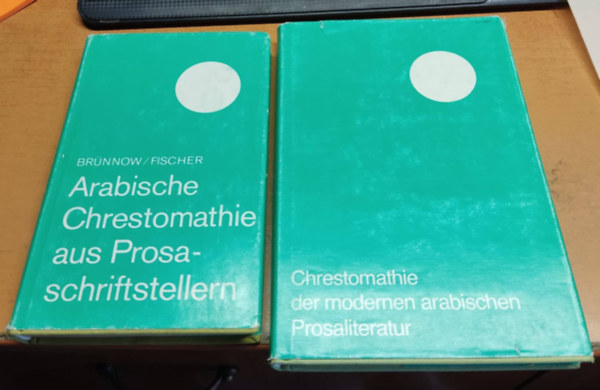 BRÜNNOW/FISCHER
Arabische
Chrestomathie
aus Prosa-
schriftstellern
Chrestomathie
der modernen arabischen
Prosaliteratur